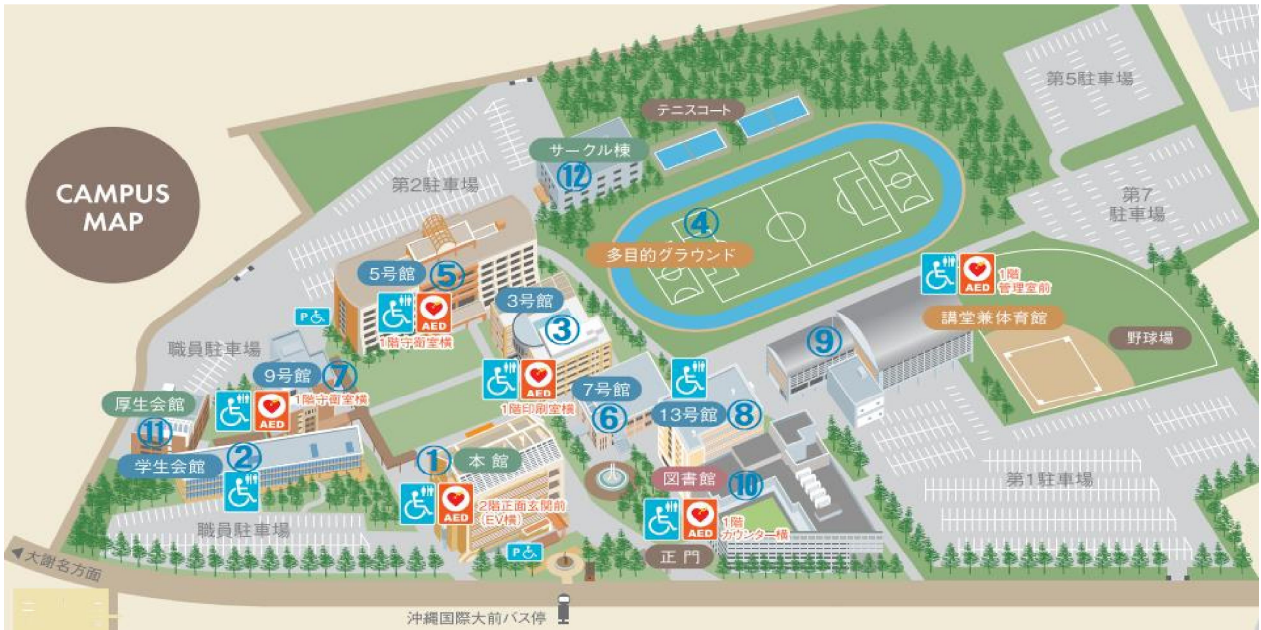 CAMPUS
MAP
第5駐車場
テニスコート
サークル棟
⑫
第2駐車場
第7
駐車場
④
多目的グラウンド
5号館
⑤
AED
1階守衛室横
3号館
③
AED
1階
管理室前
講堂兼体育館
野球場
⑨
P
職員駐車場
9号館
⑦
AED
1階守衛室横
AED
1階印刷室横
7号館
⑥
13号館
⑧
厚生会館
⑪
学生会館
②
①
本館
AED
2階正面玄関前
(EV横)
図書館
⑩
AED
1階
カウンター横
第1駐車場
職員駐車場
P
正門
大謝名方面
沖縄国際大前バス停